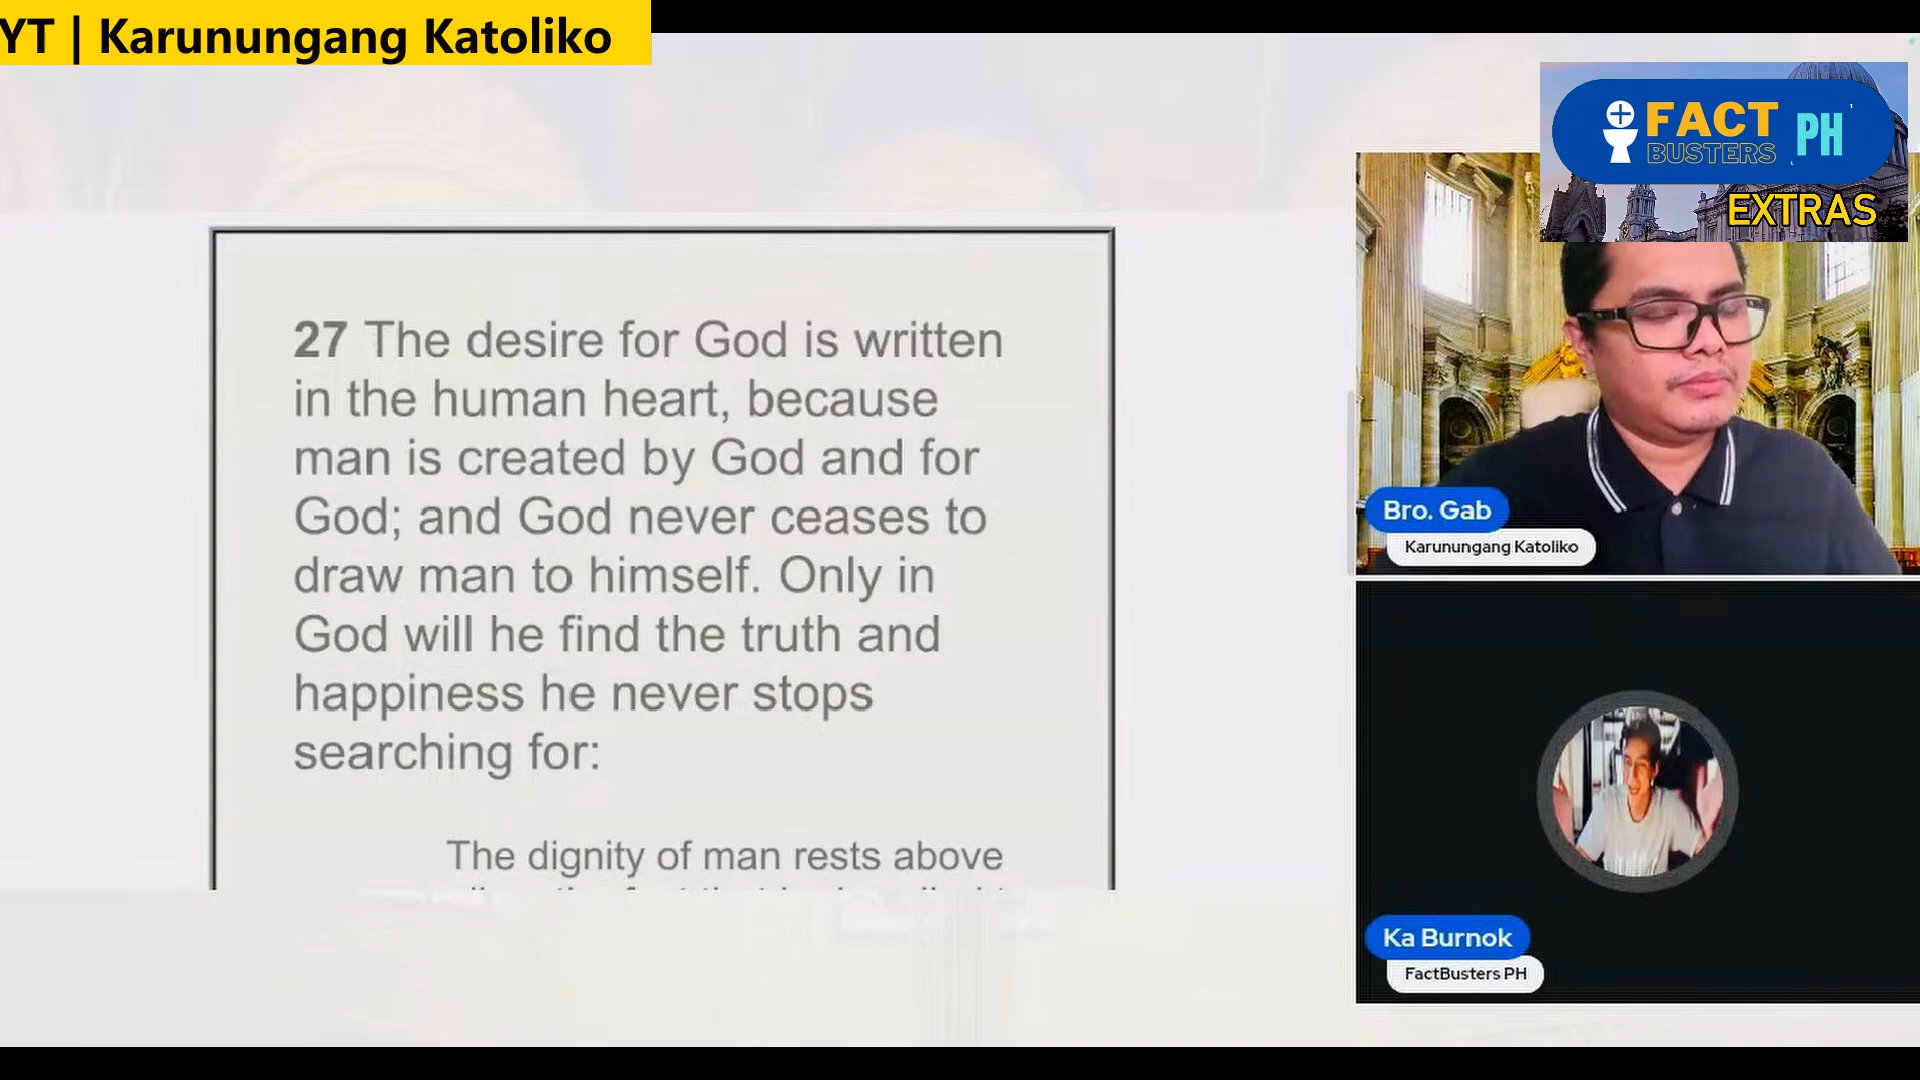 YT | Karunungang Katoliko
FACT
BUSTERS
PH
EXTRAS
27 The desire for God is written
in the human heart, because
man is created by God and for
God; and God never ceases to
draw man to himself. Only in
God will he find the truth and
happiness he never stops
searching for:
The dignity of man rests above
Bro. Gab
Karunungang Katoliko
Ka Burnok
FactBusters PH